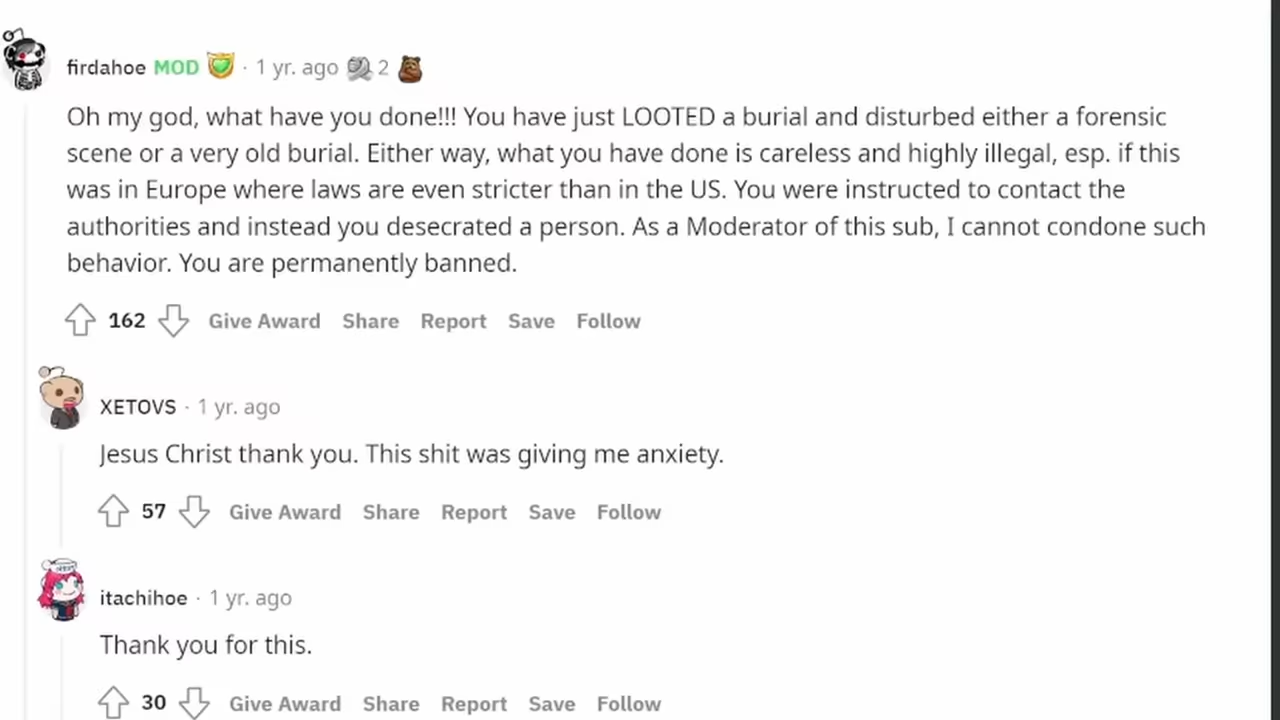 firdahoe MOD · 1 yr. ago 2
Oh my god, what have you done!!! You have just LOOTED a burial and disturbed either a forensic
scene or a very old burial. Either way, what you have done is careless and highly illegal, esp. if this
was in Europe where laws are even stricter than in the US. You were instructed to contact the
authorities and instead you desecrated a person. As a Moderator of this sub, I cannot condone such
behavior. You are permanently banned.
162 Give Award Share Report Save Follow
XETOVS · 1 yr. ago
Jesus Christ thank you. This shit was giving me anxiety.
57 Give Award Share Report Save Follow
itachihoe · 1 yr. ago
Thank you for this.
30 Give Award Share Report Save Follow